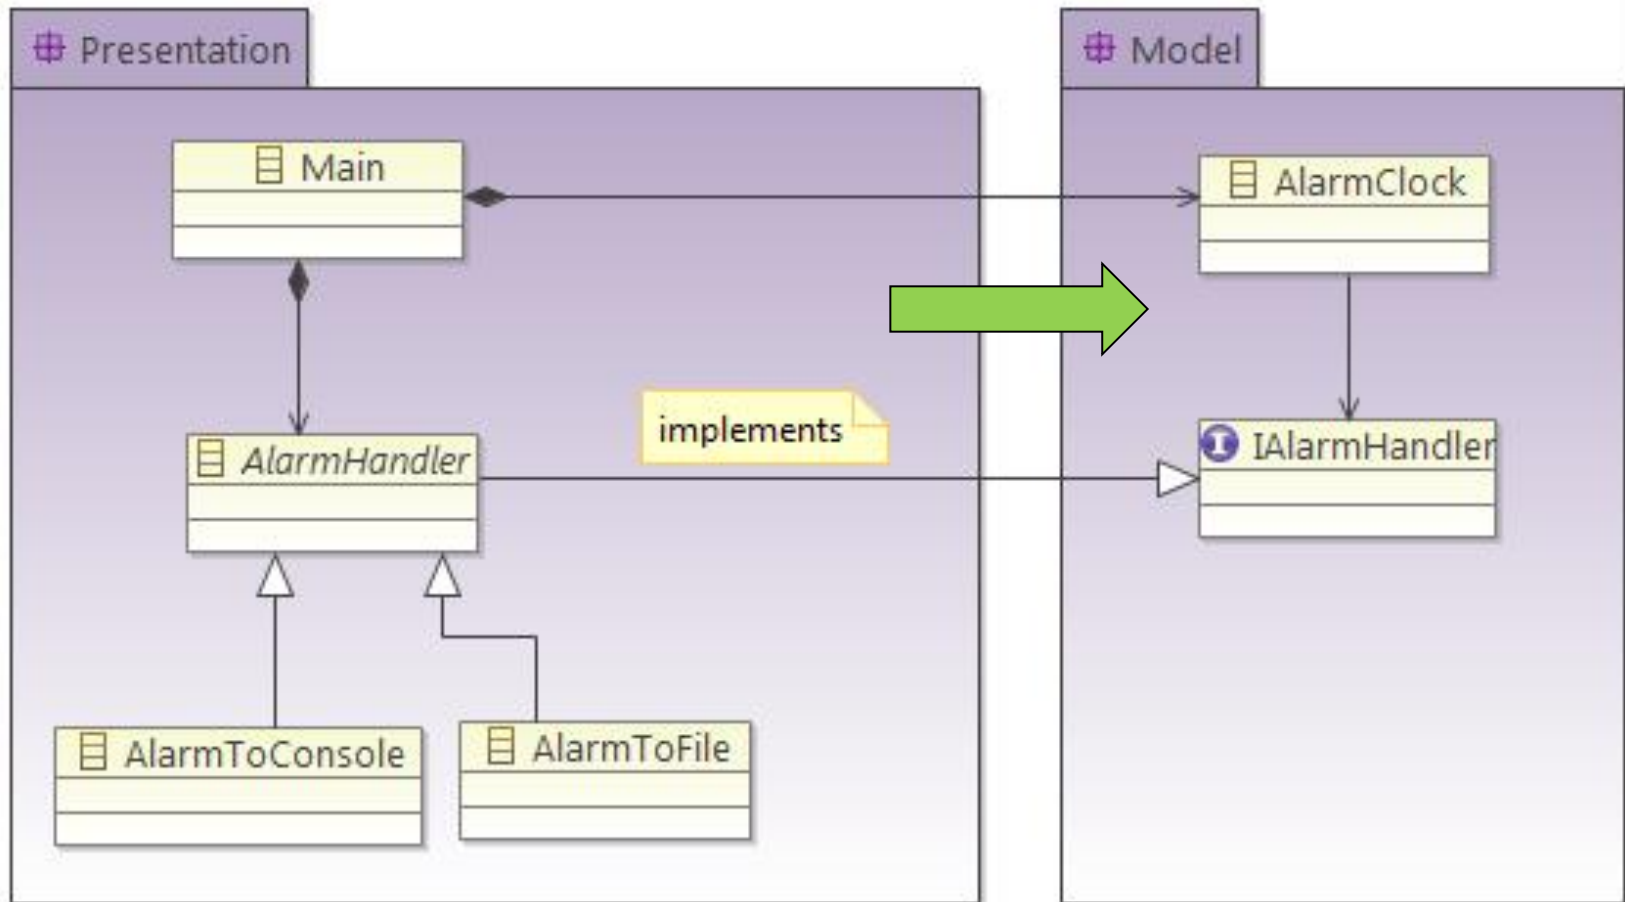 Presentation
Model
Main
AlarmClock
implements
AlarmHandler
IAlarmHandler
AlarmToConsole
AlarmToFile